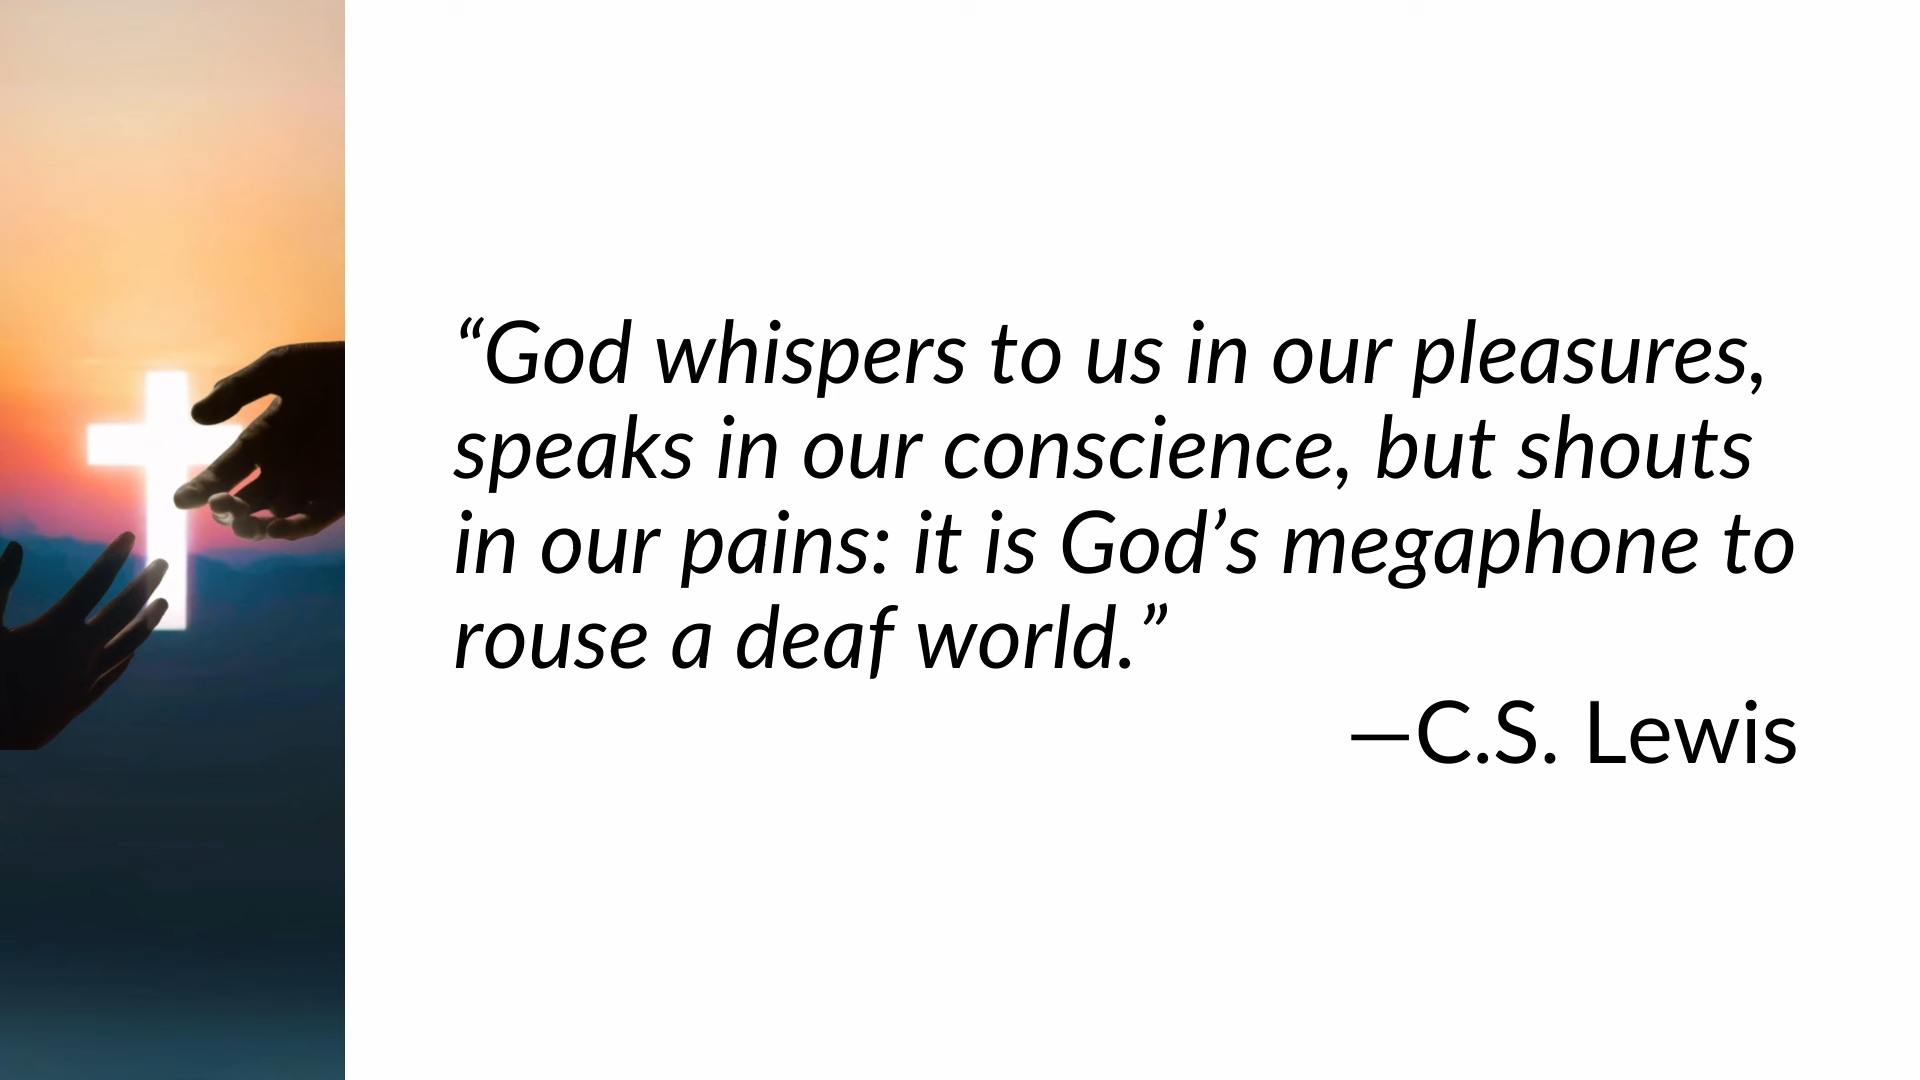 “God whispers to us in our pleasures,
speaks in our conscience, but shouts
in our pains: it is God’s megaphone to
rouse a deaf world.”
—C.S. Lewis